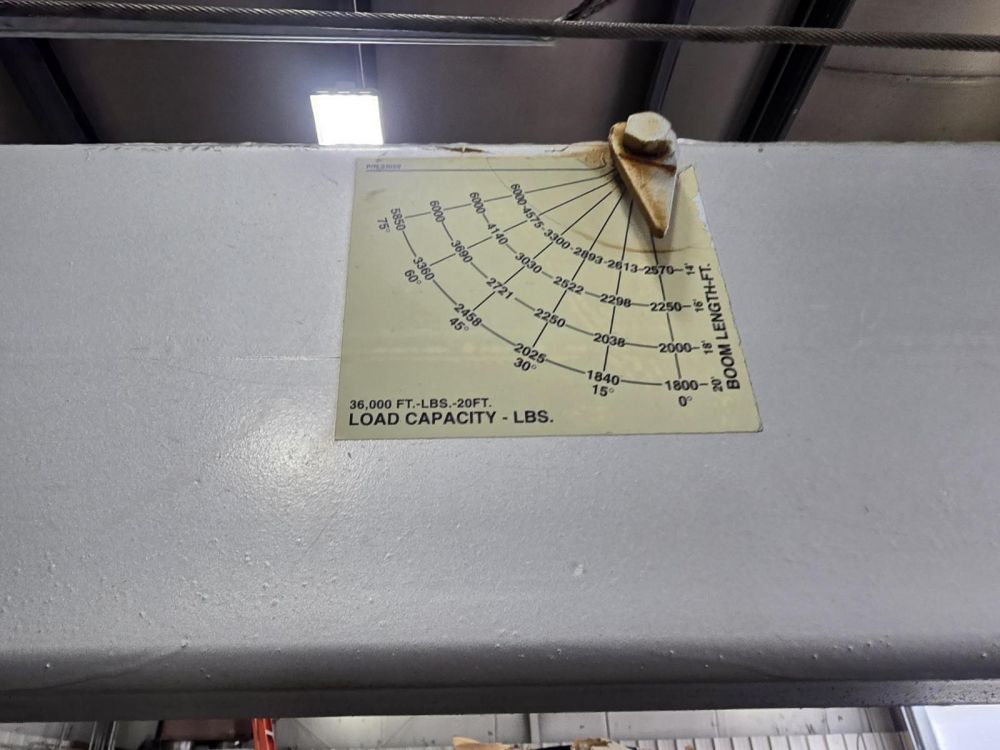 6000-4575-3300-2893-2613-2570-14'
6000-4140-3030-2522-2298-2250-16'
6000-3690-2721-2250-2038-2000-18'
5850-3360-2458-2025-1840-1800-20'
75° 60° 45° 30° 15° 0°
BOOM LENGTH-FT.
36,000 FT.-LBS.-20FT.
LOAD CAPACITY - LBS.